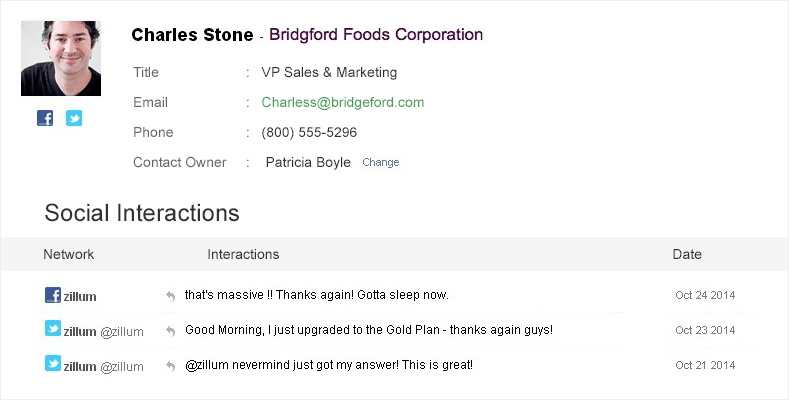 Charles Stone - Bridgford Foods Corporation
Title : VP Sales & Marketing
Email : Charless@bridgeford.com
Phone : (800) 555-5296
Contact Owner : Patricia Boyle Change
Social Interactions
Network Interactions Date
zillum that's massive !! Thanks again! Gotta sleep now. Oct 24 2014
zillum @zillum Good Morning, I just upgraded to the Gold Plan - thanks again guys! Oct 23 2014
zillum @zillum @zillum nevermind just got my answer! This is great! Oct 21 2014